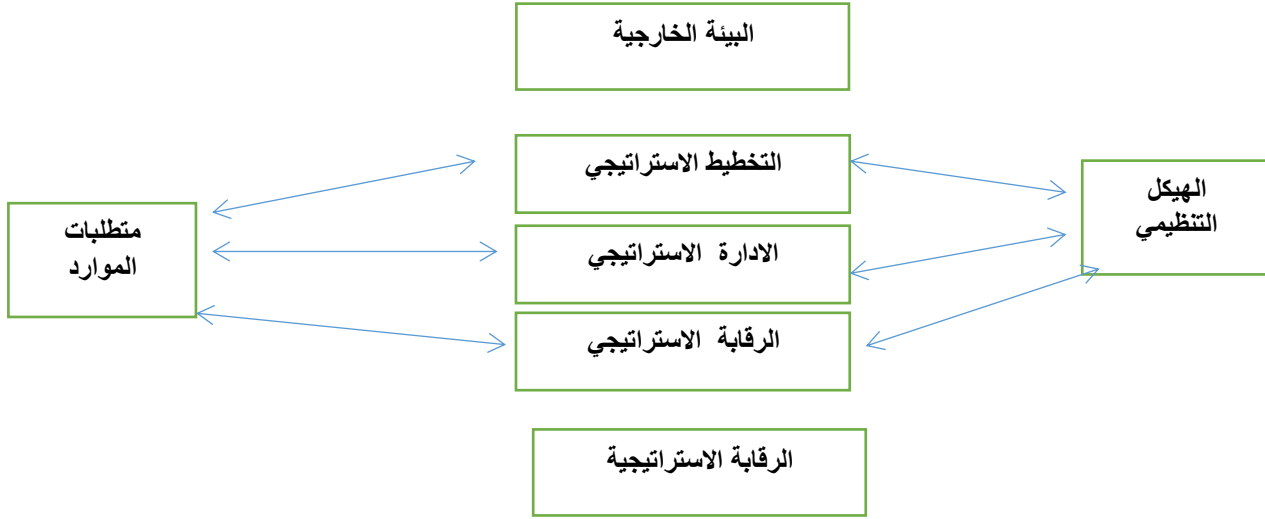 البيئة الخارجية
التخطيط الاستراتيجي
الهيكل
التنظيمي
متطلبات
الموارد
الادارة الاستراتيجي
الرقابة الاستراتيجي
الرقابة الاستراتيجية